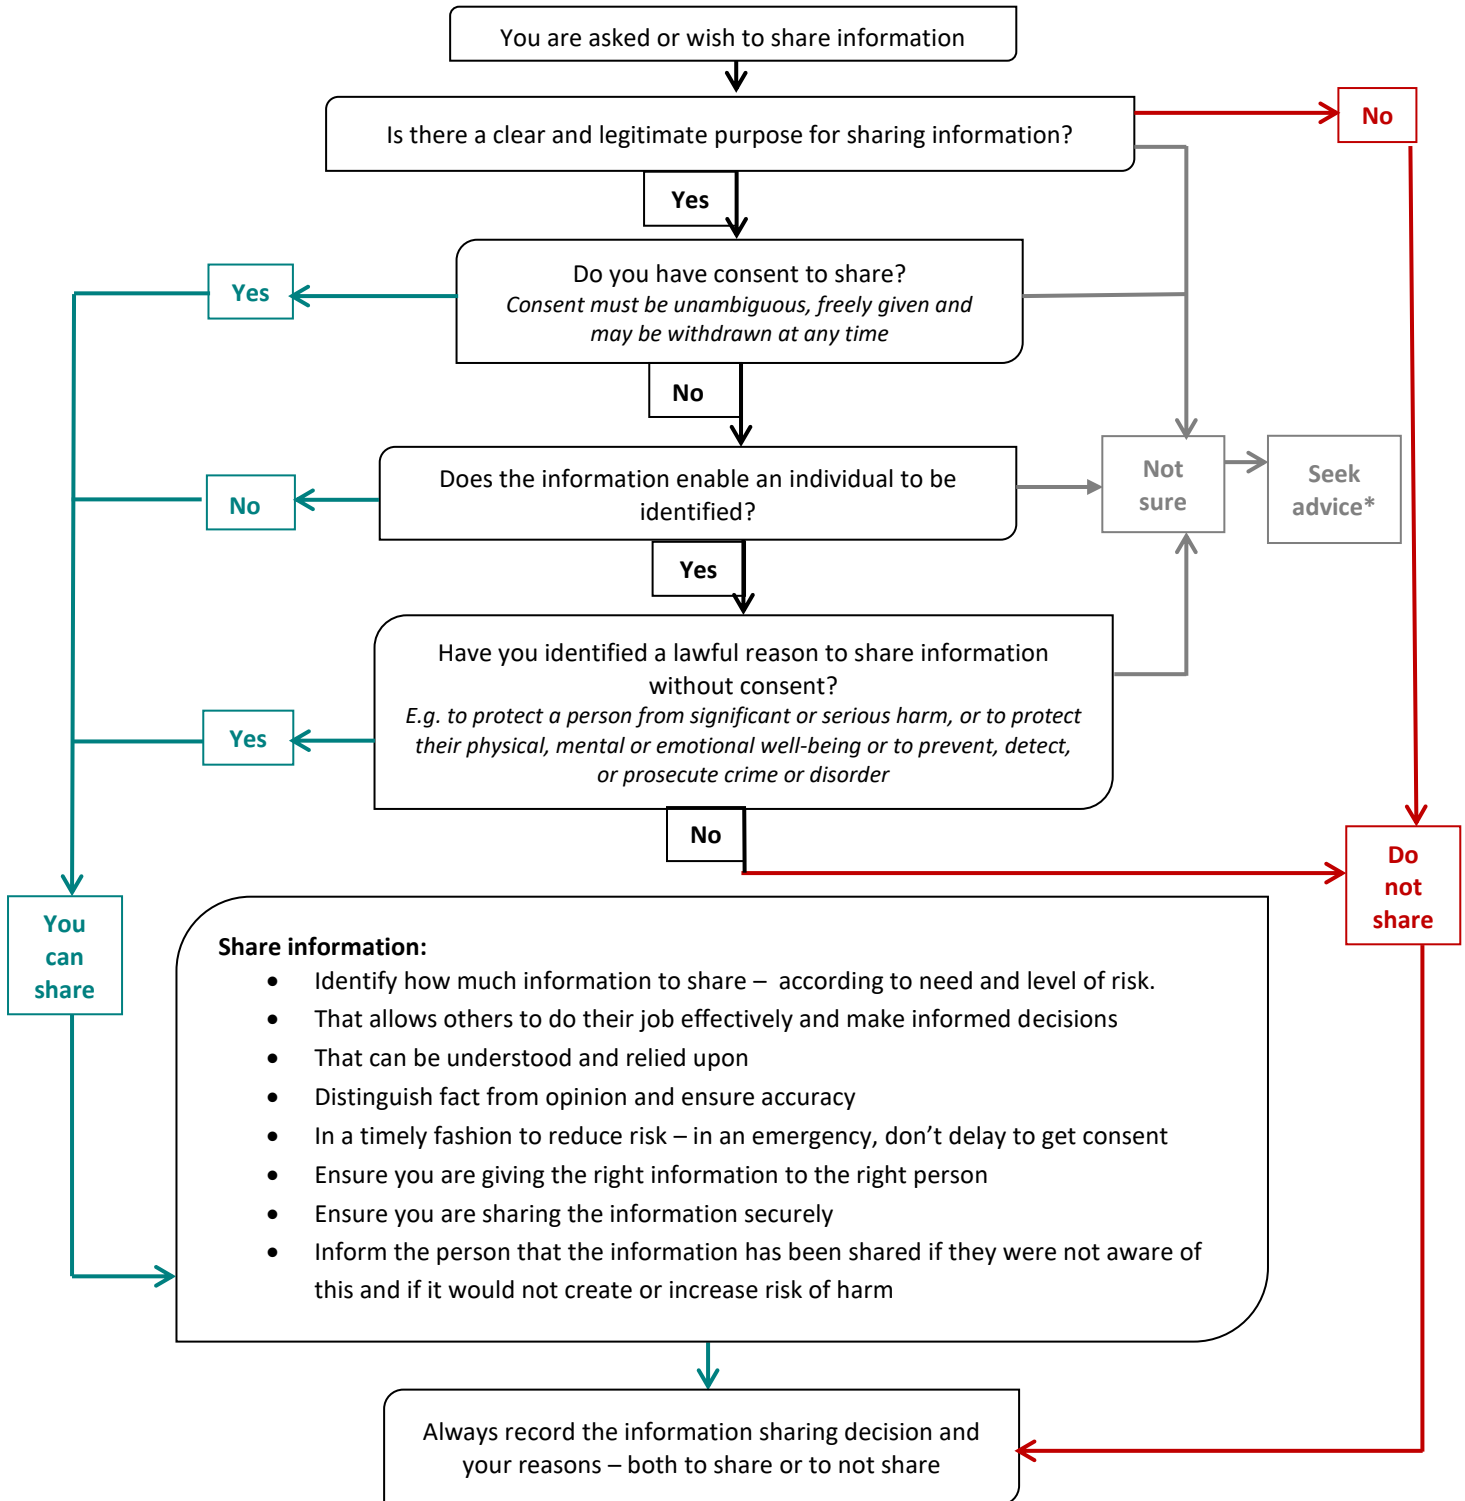 You are asked or wish to share information
Is there a clear and legitimate purpose for sharing information?
No
Yes
Do you have consent to share?
Consent must be unambiguous, freely given and
may be withdrawn at any time
Yes
No
Does the information enable an individual to be
identified?
No
Not
sure
Seek
advice*
Yes
Have you identified a lawful reason to share information
without consent?
E.g. to protect a person from significant or serious harm, or to protect
their physical, mental or emotional well-being or to prevent, detect,
or prosecute crime or disorder
Yes
No
Do
not
share
You
can
share
Share information:
• Identify how much information to share – according to need and level of risk.
• That allows others to do their job effectively and make informed decisions
• That can be understood and relied upon
• Distinguish fact from opinion and ensure accuracy
• In a timely fashion to reduce risk – in an emergency, don’t delay to get consent
• Ensure you are giving the right information to the right person
• Ensure you are sharing the information securely
• Inform the person that the information has been shared if they were not aware of
this and if it would not create or increase risk of harm
Always record the information sharing decision and
your reasons – both to share or to not share